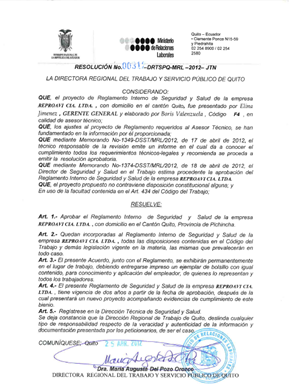 Ministerio
de Relaciones
Laborales
Quito – Ecuador
Clemente Ponce N15-59
y Piedrahita
02 254 8900 / 02 254
2580
RESOLUCIÓN No. -DRTSPQ-MRL –2012– JTN
LA DIRECTORA REGIONAL DEL TRABAJO Y SERVICIO PÚBLICO DE QUITO
CONSIDERANDO:
QUE, el proyecto de Reglamento Interno de Seguridad y Salud de la empresa
REPROAVI CIA. LTDA. , con domicilio en el cantón Quito, fue presentado por Elma
Jimenez , GERENTE GENERAL y elaborado por Boris Valenzuela , Código F4 , en
calidad de asesor técnico,
QUE, los ajustes al proyecto de Reglamento requeridos al Asesor Técnico, se han
fundamentado en la información por él proporcionada
QUE mediante Memorando No-1349-DSST/MRL/2012, de 17 de abril de 2012, el
técnico responsable de la revisión emite un informe en el cual da a conocer el
cumplimiento todos los requerimientos técnicos-legales y recomienda se proceda a
emitir la resolución aprobatoria.
QUE mediante Memorando No-1374-DSST/MRL/2012, de 18 de abril de 2012, el
Director de Seguridad y Salud en el Trabajo estima procedente la aprobación del
Reglamento Interno de Seguridad y Salud de la empresa REPROAVI CIA. LTDA. ,
QUE, el proyecto propuesto no contraviene disposición constitucional alguna; y
En uso de la facultad contenida en el Art. 434 del Código del Trabajo;
RESUELVE:
Art. 1.- Aprobar el Reglamento Interno de Seguridad y Salud de la empresa
REPROAVI CIA. LTDA. , con domicilio en el Cantón Quito, Provincia de Pichincha
Art. 2.- Quedan incorporadas al Reglamento Interno de Seguridad y Salud de la
empresa REPROAVI CIA. LTDA. , todas las disposiciones contenidas en el Código del
Trabajo y demás legislación vigente en la materia, las mismas que prevalecerán en
todo caso.
Art. 3.- El presente Acuerdo, junto con el Reglamento, se exhibirán permanentemente
en el lugar de trabajo, debiendo entregarse impreso un ejemplar de bolsillo con igual
contenido, para conocimiento y aplicación del empleador, de quienes lo representen y
todos los trabajadores
Art. 4.- El presente Reglamento de Seguridad y Salud de la empresa REPROAVI CIA.
LTDA. , tiene vigencia de dos años a partir de la fecha de aprobación, después de la
cual presentará un nuevo proyecto acompañando evidencias de cumplimiento de este
bienio.
Art. 5.- Regístrese en la Dirección Técnica de Seguridad y Salud.
Se deja constancia que la Dirección Regional de Trabajo de Quito, deslinda cualquier
tipo de responsabilidad respecto de la veracidad y autenticidad de la información y
documentación presentada por los peticionarios, de ser el caso.
COMUNÍQUESE, Quito 25 ABR. 2012
Dra. María Augusta Del Pozo Orozco
DIRECTORA REGIONAL DEL TRABAJO Y SERVICIO PÚBLICO DE QUITO